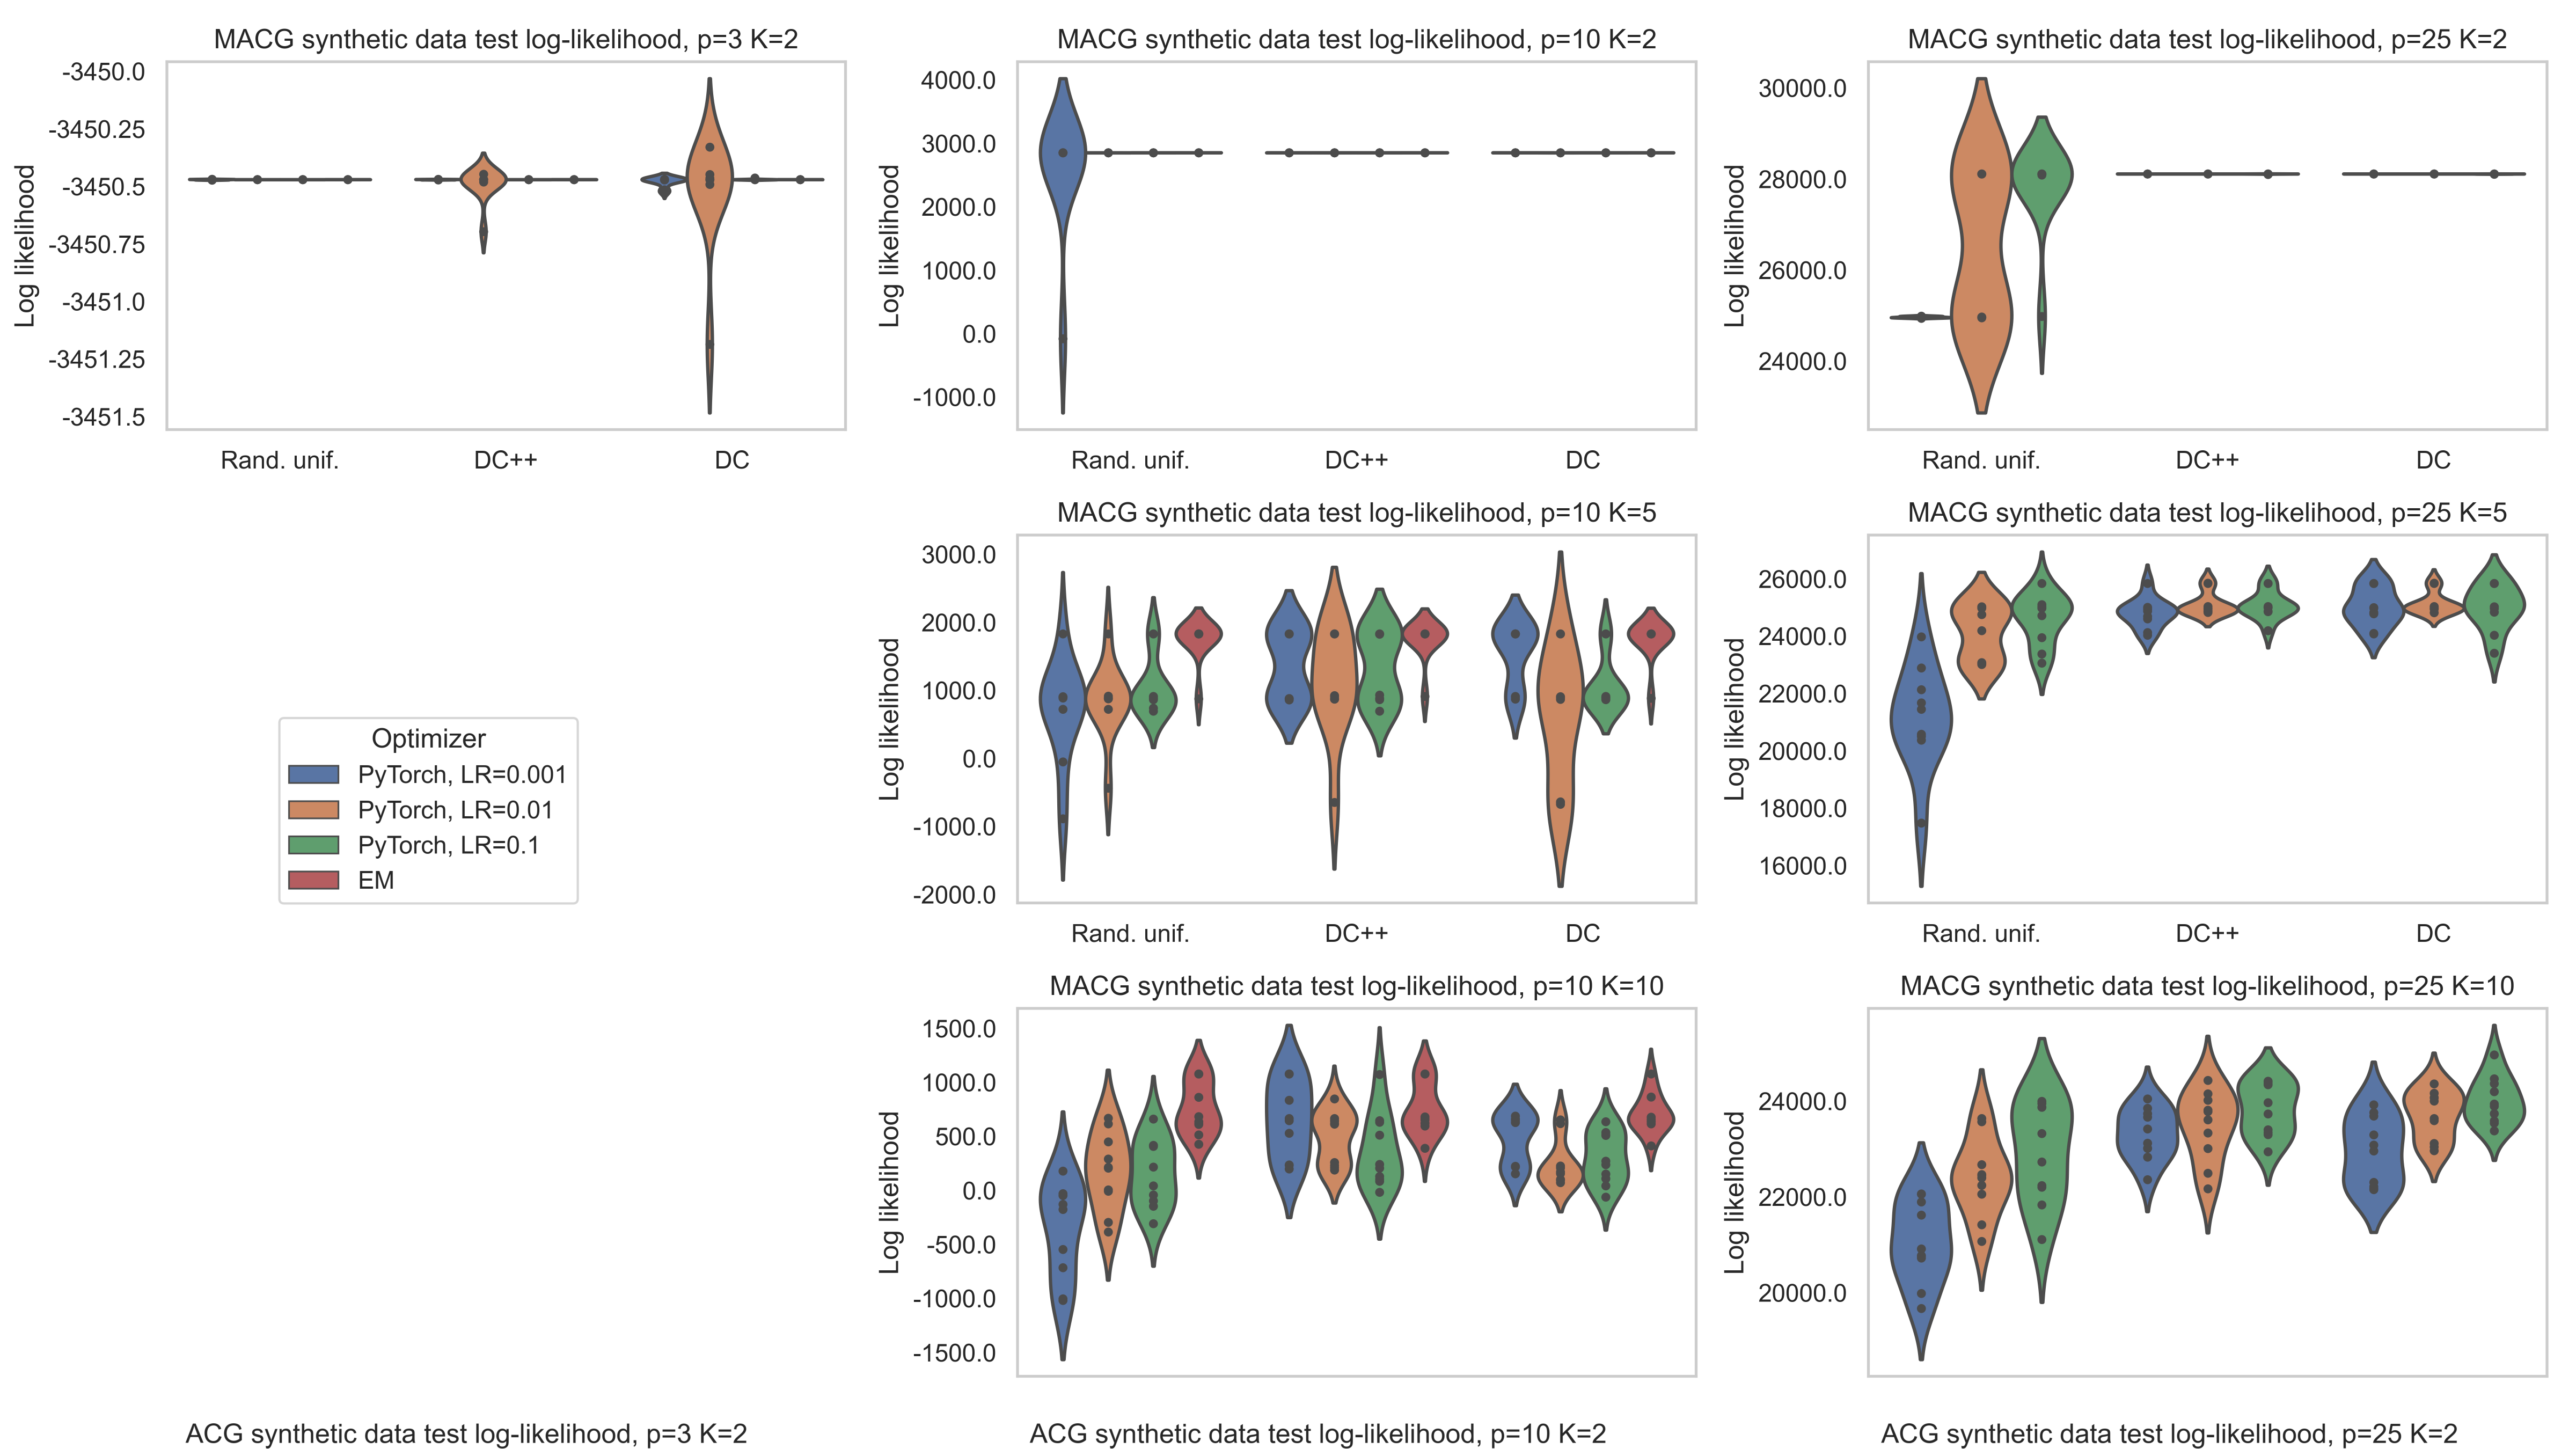 MACG synthetic data test log-likelihood, p=3 K=2
Log likelihood
-3450.0
-3450.25
-3450.5
-3450.75
-3451.0
-3451.25
-3451.5
Rand. unif.
DC++
DC
MACG synthetic data test log-likelihood, p=10 K=2
Log likelihood
4000.0
3000.0
2000.0
1000.0
0.0
-1000.0
Rand. unif.
DC++
DC
MACG synthetic data test log-likelihood, p=25 K=2
Log likelihood
30000.0
28000.0
26000.0
24000.0
Rand. unif.
DC++
DC
Optimizer
PyTorch, LR=0.001
PyTorch, LR=0.01
PyTorch, LR=0.1
EM
MACG synthetic data test log-likelihood, p=10 K=5
Log likelihood
3000.0
2000.0
1000.0
0.0
-1000.0
-2000.0
Rand. unif.
DC++
DC
MACG synthetic data test log-likelihood, p=25 K=5
Log likelihood
26000.0
24000.0
22000.0
20000.0
18000.0
16000.0
Rand. unif.
DC++
DC
MACG synthetic data test log-likelihood, p=10 K=10
Log likelihood
1500.0
1000.0
500.0
0.0
-500.0
-1000.0
-1500.0
MACG synthetic data test log-likelihood, p=25 K=10
Log likelihood
24000.0
22000.0
20000.0
ACG synthetic data test log-likelihood, p=3 K=2
ACG synthetic data test log-likelihood, p=10 K=2
ACG synthetic data test log-likelihood, p=25 K=2